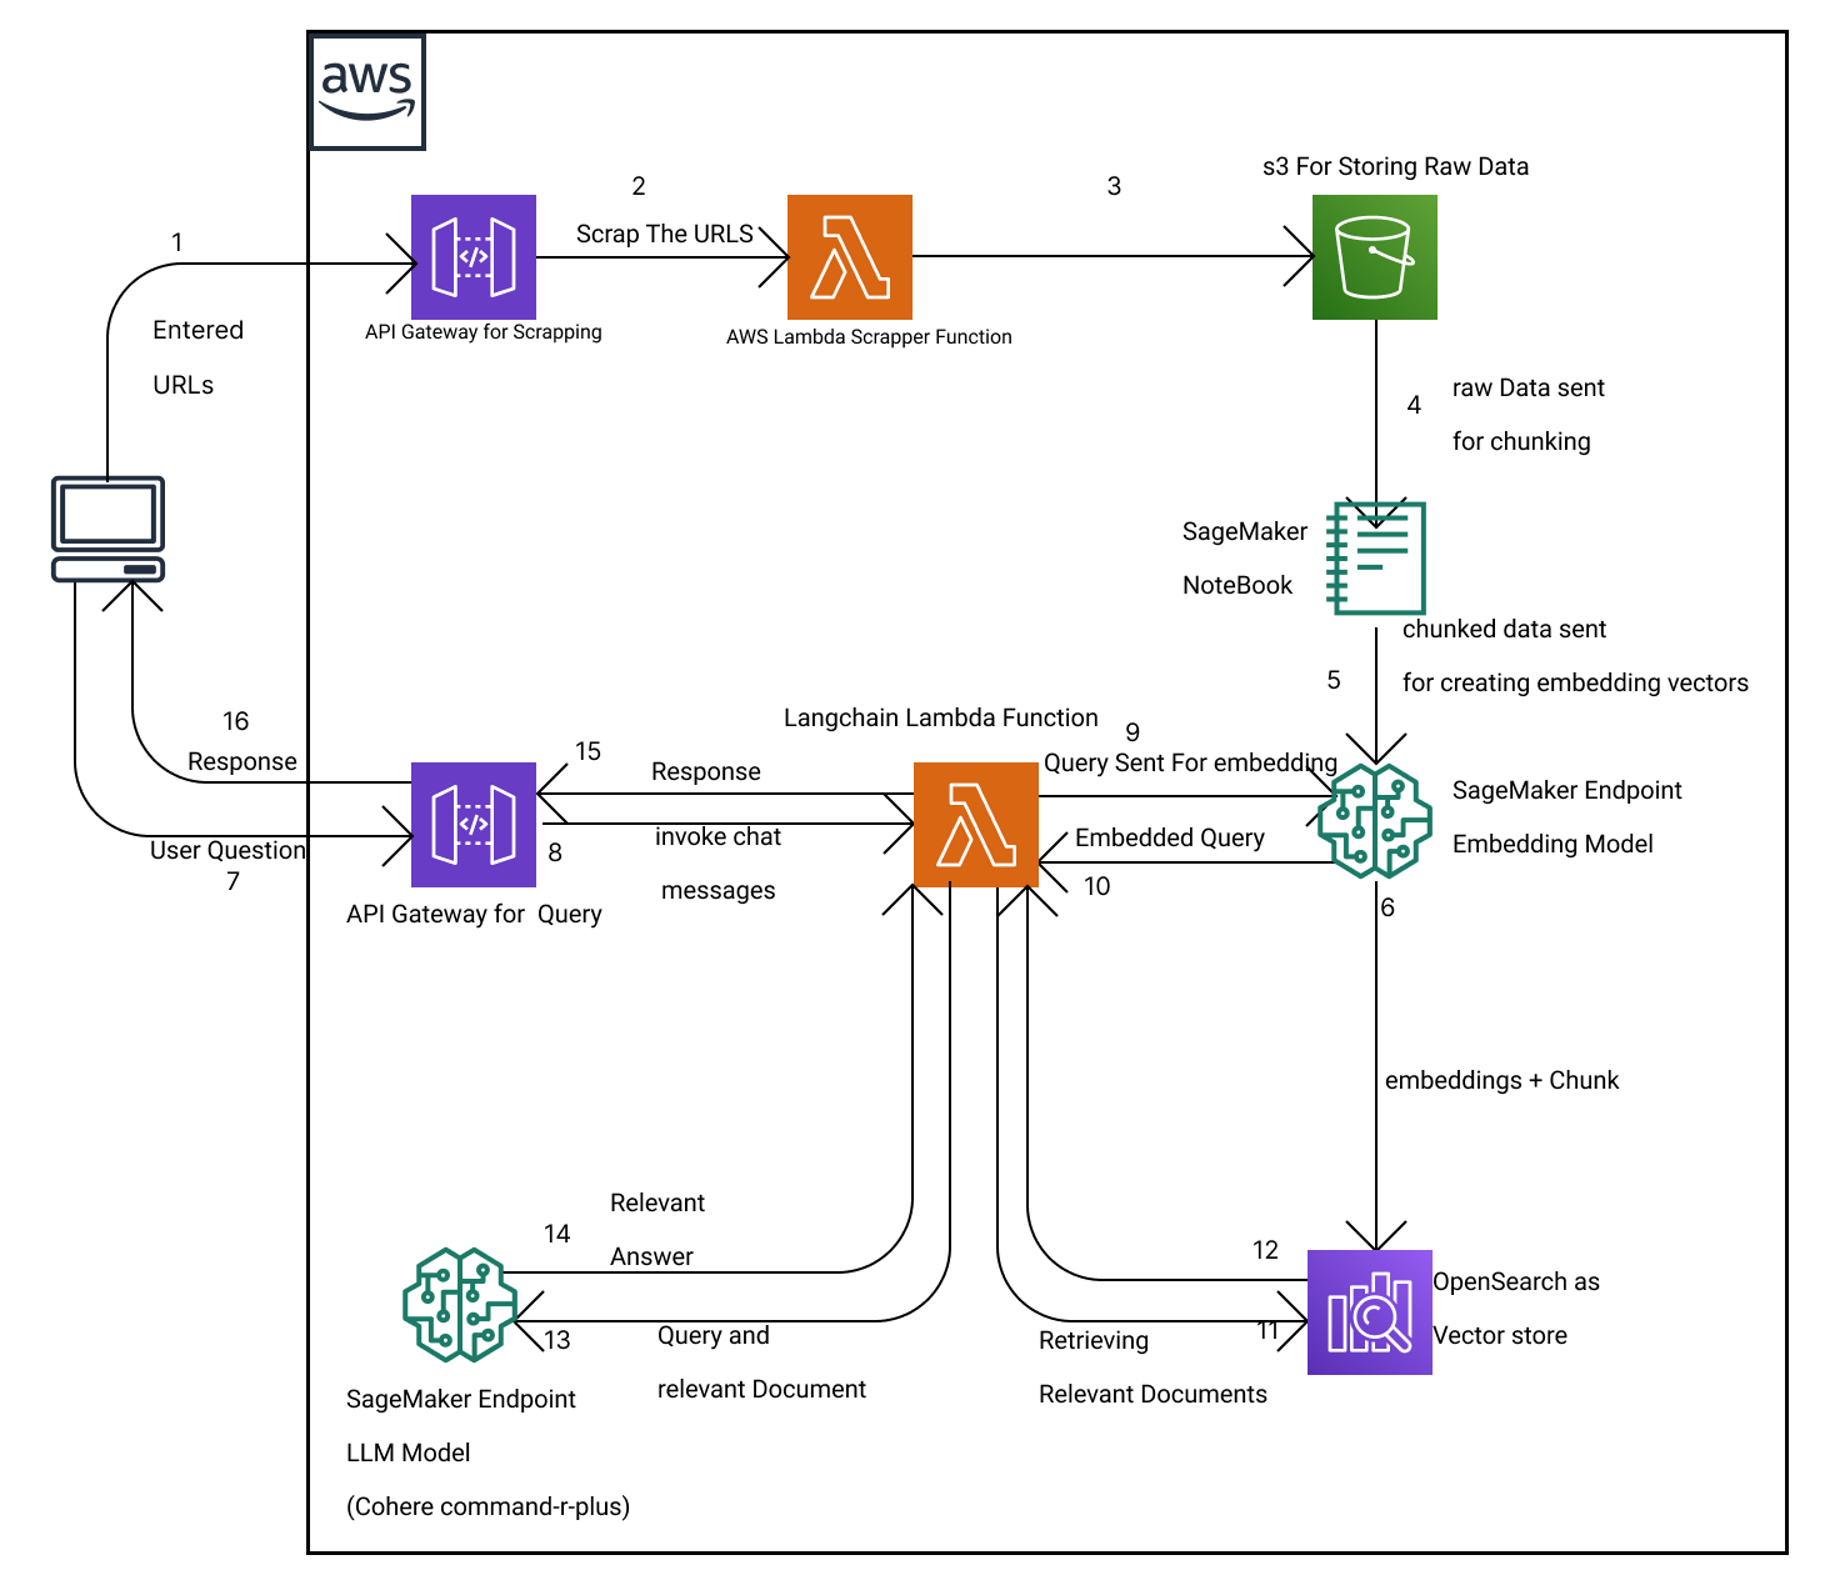 aws
s3 For Storing Raw Data
2
3
Scrap The URLS
1
API Gateway for Scrapping
AWS Lambda Scrapper Function
Entered
URLs
raw Data sent
4
for chunking
SageMaker
NoteBook
chunked data sent
5
for creating embedding vectors
Langchain Lambda Function
9
Query Sent For embedding
16
Response
15
Response
SageMaker Endpoint
Embedding Model
invoke chat
messages
8
Embedded Query
10
User Question
7
API Gateway for  Query
6
embeddings + Chunk
Relevant
14
Answer
12
OpenSearch as
Vector store
13
Query and
relevant Document
11
Retrieving
Relevant Documents
SageMaker Endpoint
LLM Model
(Cohere command-r-plus)